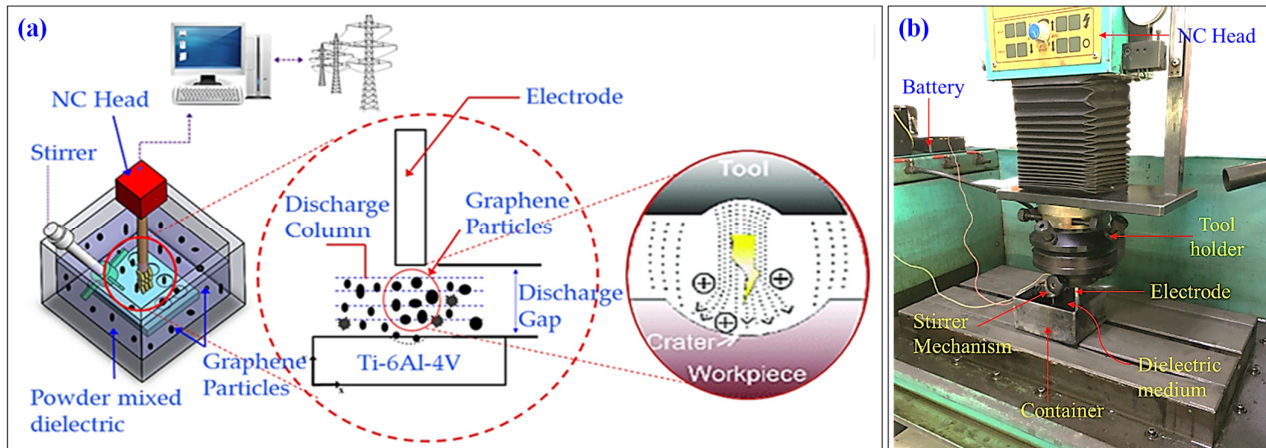 (a)
NC Head
Stirrer
Electrode
Discharge
Column
Graphene
Particles
Discharge
Gap
Ti-6Al-4V
x
Graphene
Particles
Powder mixed
dielectric
Tool
Crater
Workpiece
(b)
NC Head
Battery
Tool
holder
Electrode
Stirrer
Mechanism
Dielectric
medium
Container